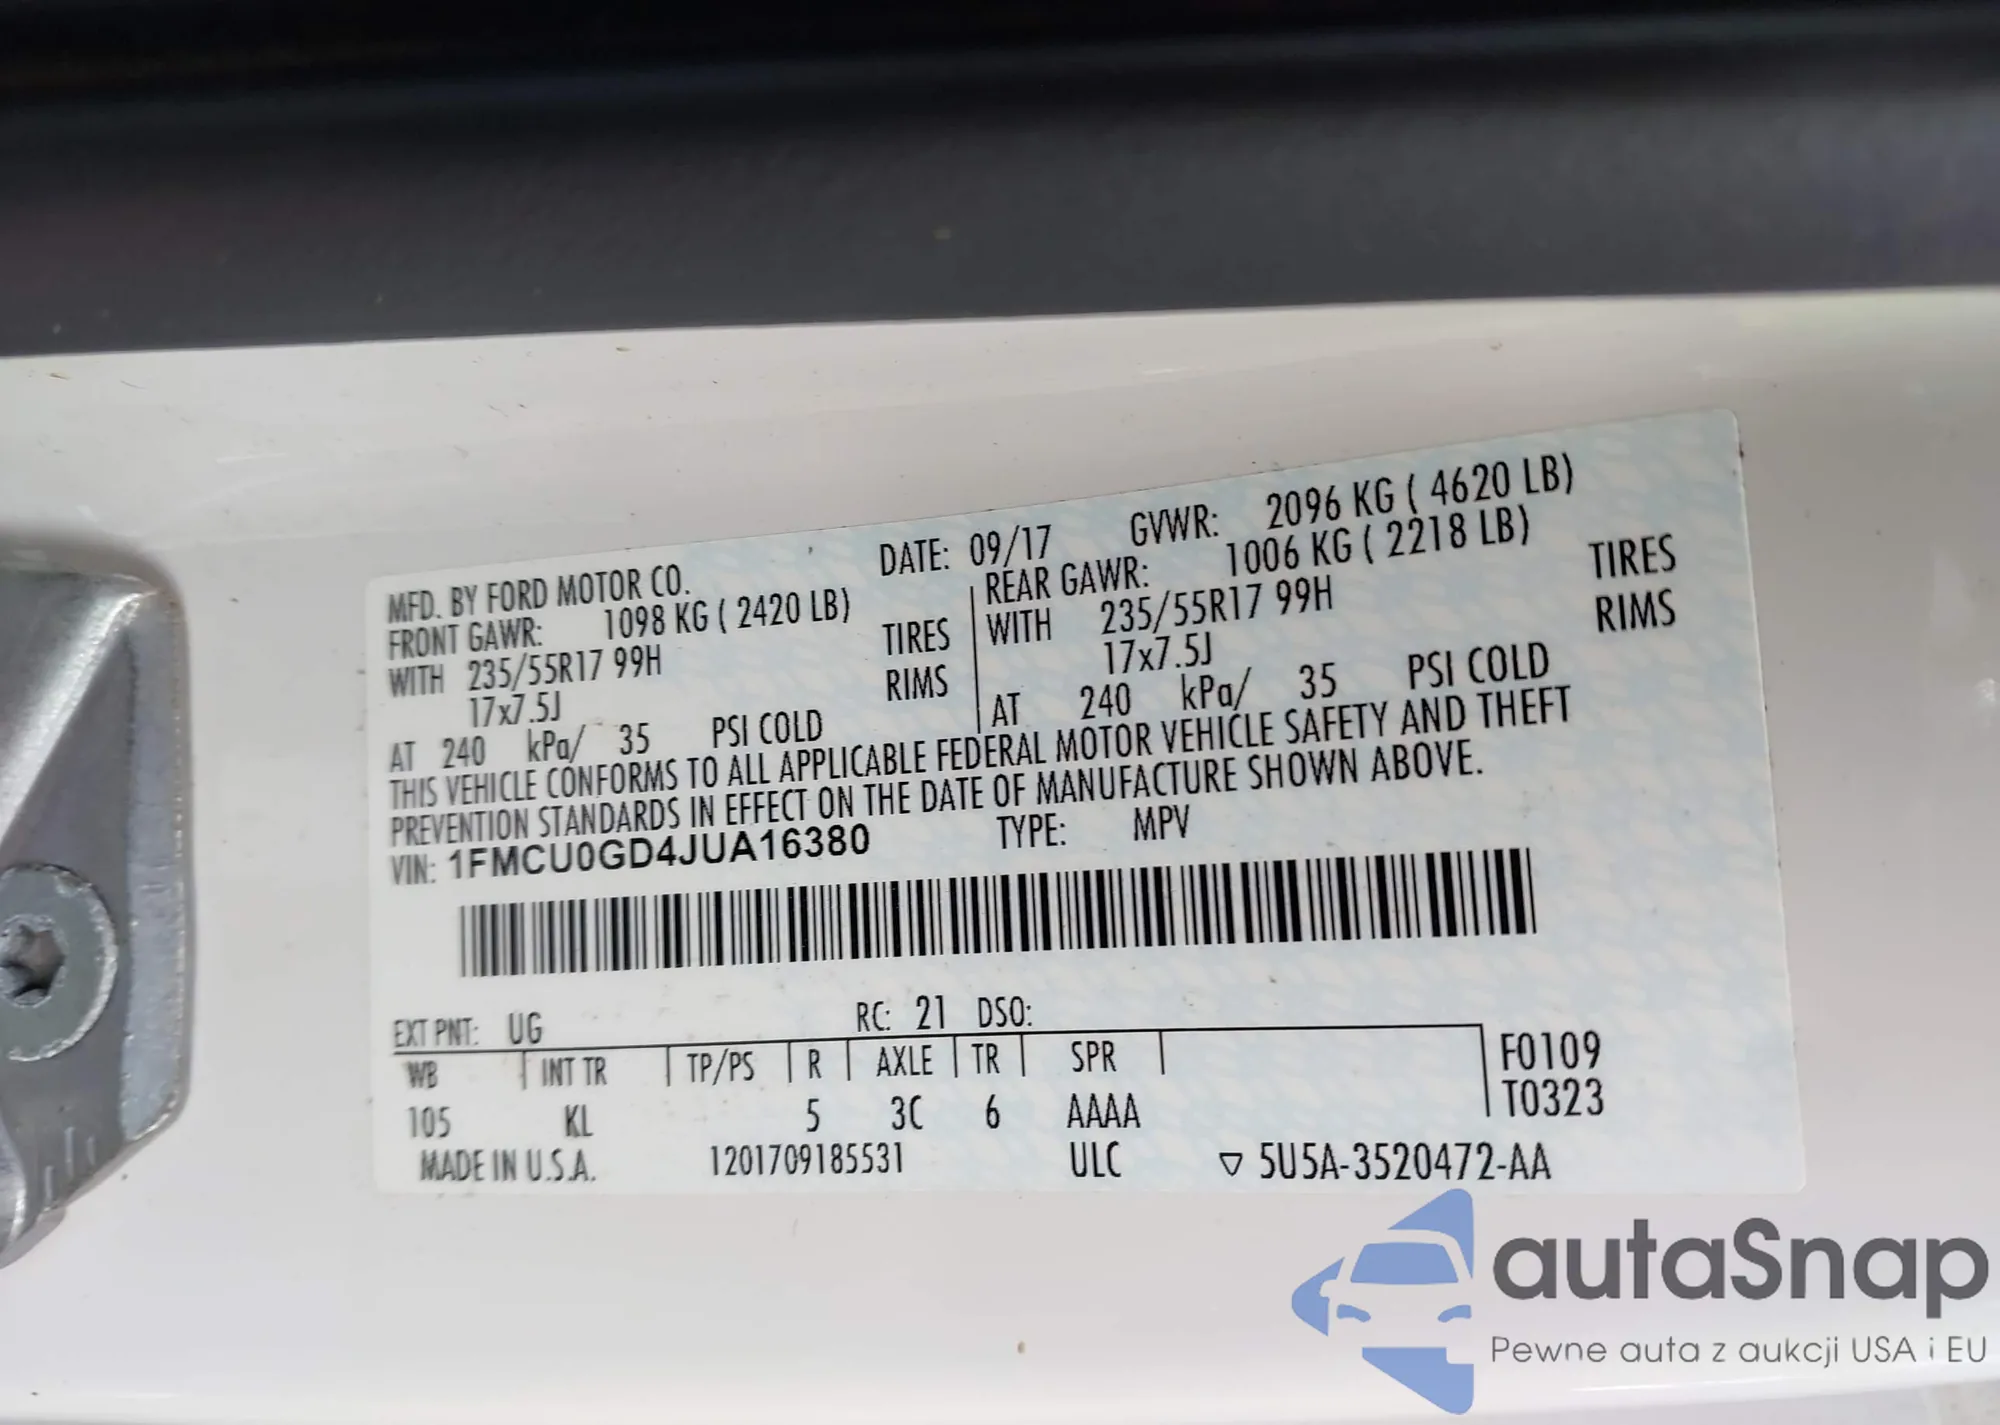 MFD. BY FORD MOTOR CO. DATE: 09/17 GVWR: 2096 KG ( 4620 LB)
FRONT GAWR: 1098 KG ( 2420 LB) REAR GAWR: 1006 KG ( 2218 LB)
WITH 235/55R17 99H TIRES WITH 235/55R17 99H TIRES
17x7.5J RIMS 17x7.5J RIMS
AT 240 kPa/ 35 PSI COLD AT 240 kPa/ 35 PSI COLD
THIS VEHICLE CONFORMS TO ALL APPLICABLE FEDERAL MOTOR VEHICLE SAFETY AND THEFT
PREVENTION STANDARDS IN EFFECT ON THE DATE OF MANUFACTURE SHOWN ABOVE.
VIN: 1FMCU0GD4JUA16380 TYPE: MPV
EXT PNT: UG RC: 21 DSO:
WB INT TR TP/PS R AXLE TR SPR F0109
105 KL 5 3C 6 AAAA T0323
MADE IN U.S.A. 1201709185531 ULC ▽ 5U5A-3520472-AA
autaSnap
Pewne auta z aukcji USA i EU